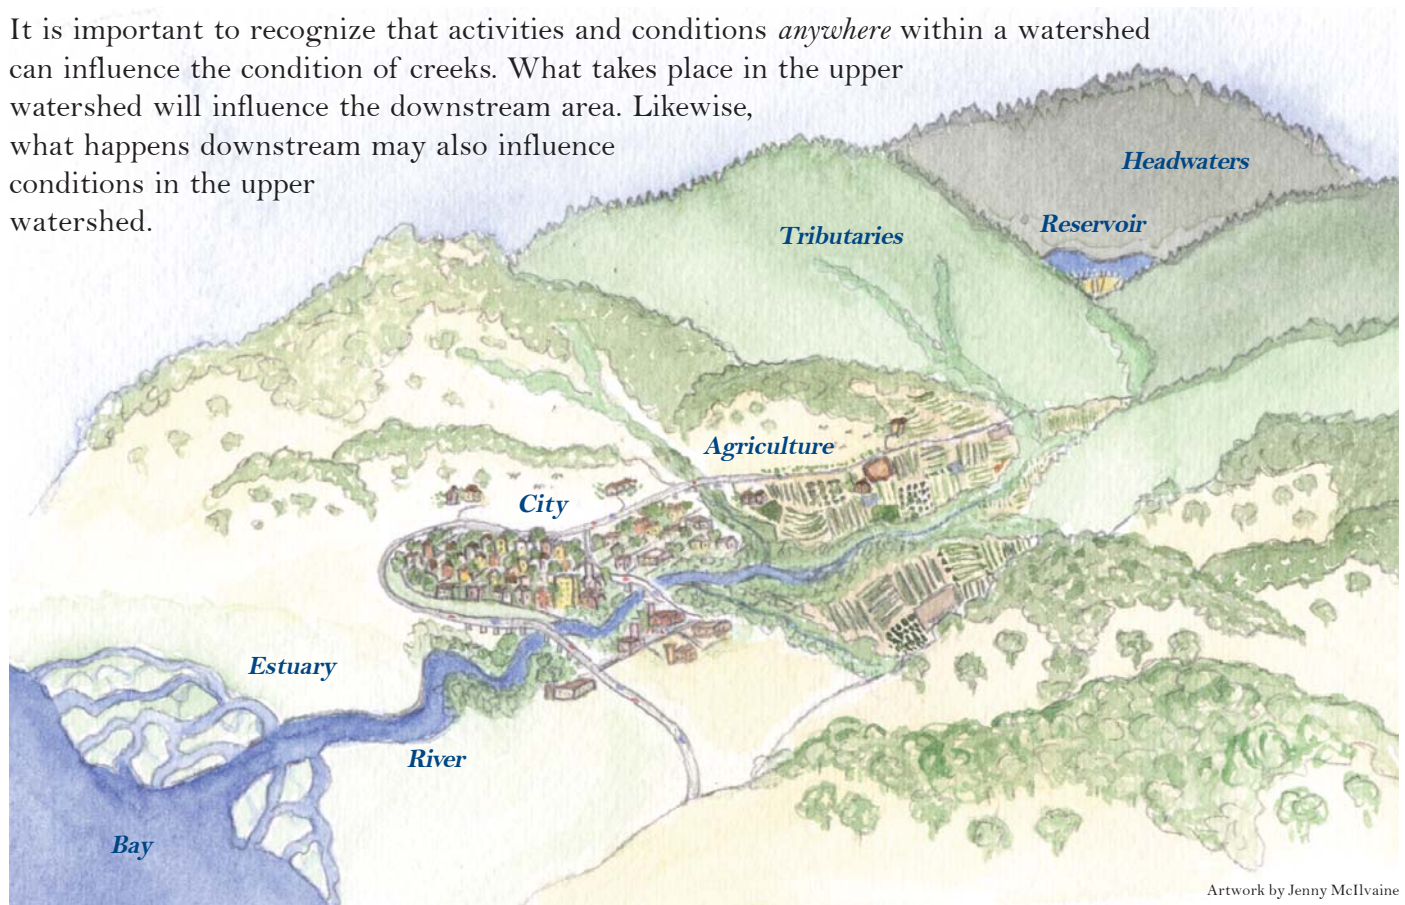 It is important to recognize that activities and conditions anywhere within a watershed
can influence the condition of creeks. What takes place in the upper
watershed will influence the downstream area. Likewise,
what happens downstream may also influence
conditions in the upper
watershed.
Headwaters
Reservoir
Tributaries
Agriculture
City
Estuary
River
Bay
Artwork by Jenny McIlvaine